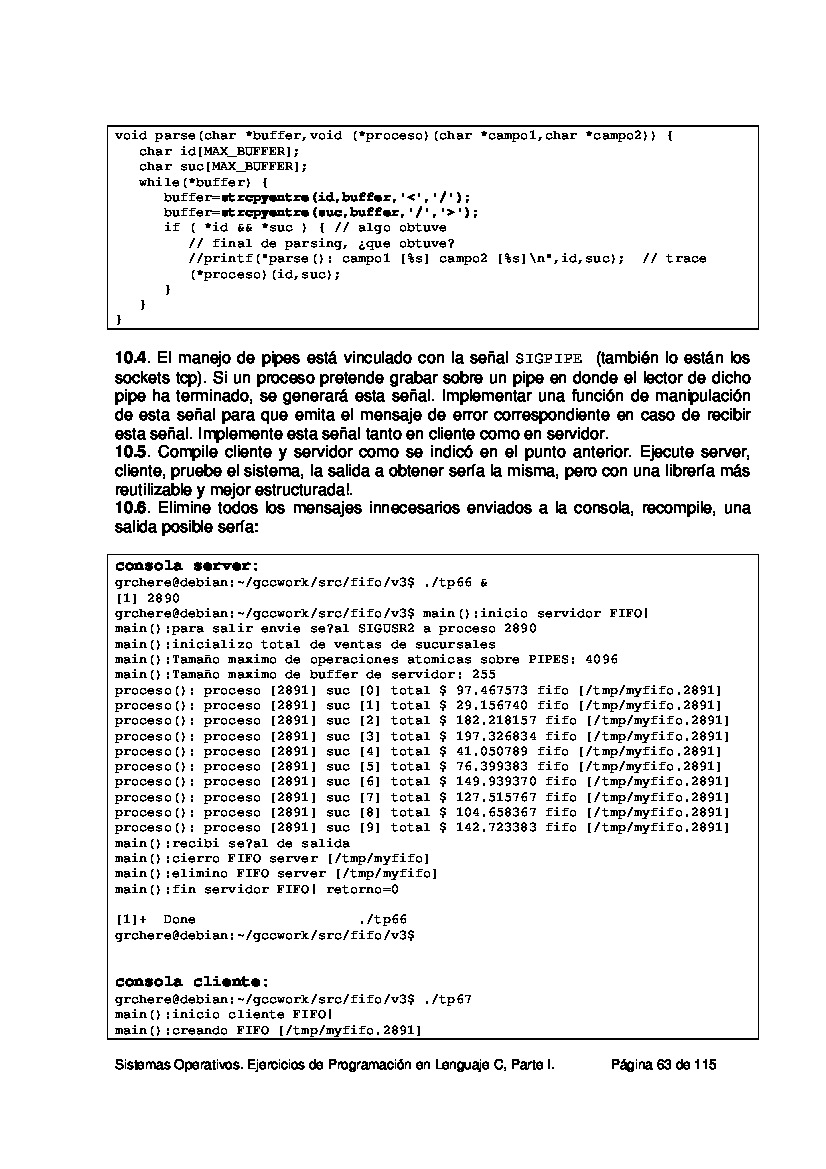 void parse(char *buffer,void (*proceso)(char *campo1,char *campo2)) {
   char id[MAX_BUFFER];
   char suc[MAX_BUFFER];
   while(*buffer) {
      buffer=strcpyentre(id,buffer,'<','/');
      buffer=strcpyentre(suc,buffer,'/','>');
      if ( *id && *suc ) { // algo obtuve
         // final de parsing, ¿que obtuve?
         //printf("parse(): campo1 [%s] campo2 [%s]\n",id,suc);  // trace
         (*proceso)(id,suc);
      }
   }
}
10.4. El manejo de pipes está vinculado con la señal SIGPIPE (también lo están los
sockets tcp). Si un proceso pretende grabar sobre un pipe en donde el lector de dicho
pipe ha terminado, se generará esta señal. Implementar una función de manipulación
de esta señal para que emita el mensaje de error correspondiente en caso de recibir
esta señal. Implemente esta señal tanto en cliente como en servidor.
10.5. Compile cliente y servidor como se indicó en el punto anterior. Ejecute server,
cliente, pruebe el sistema, la salida a obtener sería la misma, pero con una librería más
reutilizable y mejor estructurada!.
10.6. Elimine todos los mensajes innecesarios enviados a la consola, recompile, una
salida posible sería:
consola server:
grchere@debian:~/gccwork/src/fifo/v3$ ./tp66 &
[1] 2890
grchere@debian:~/gccwork/src/fifo/v3$ main():inicio servidor FIFO!
main():para salir envie se?al SIGUSR2 a proceso 2890
main():inicializo total de ventas de sucursales
main():Tamaño maximo de operaciones atomicas sobre PIPES: 4096
main():Tamaño maximo de buffer de servidor: 255
proceso(): proceso [2891] suc [0] total $ 97.467573 fifo [/tmp/myfifo.2891]
proceso(): proceso [2891] suc [1] total $ 29.156740 fifo [/tmp/myfifo.2891]
proceso(): proceso [2891] suc [2] total $ 182.218157 fifo [/tmp/myfifo.2891]
proceso(): proceso [2891] suc [3] total $ 197.326834 fifo [/tmp/myfifo.2891]
proceso(): proceso [2891] suc [4] total $ 41.050789 fifo [/tmp/myfifo.2891]
proceso(): proceso [2891] suc [5] total $ 76.399383 fifo [/tmp/myfifo.2891]
proceso(): proceso [2891] suc [6] total $ 149.939370 fifo [/tmp/myfifo.2891]
proceso(): proceso [2891] suc [7] total $ 127.515767 fifo [/tmp/myfifo.2891]
proceso(): proceso [2891] suc [8] total $ 104.658367 fifo [/tmp/myfifo.2891]
proceso(): proceso [2891] suc [9] total $ 142.723383 fifo [/tmp/myfifo.2891]
main():recibi se?al de salida
main():cierro FIFO server [/tmp/myfifo]
main():elimino FIFO server [/tmp/myfifo]
main():fin servidor FIFO! retorno=0
[1]+  Done                    ./tp66
grchere@debian:~/gccwork/src/fifo/v3$
consola cliente:
grchere@debian:~/gccwork/src/fifo/v3$ ./tp67
main():inicio cliente FIFO!
main():creando FIFO [/tmp/myfifo.2891]
Sistemas Operativos. Ejercicios de Programación en Lenguaje C, Parte I. Página 63 de 115